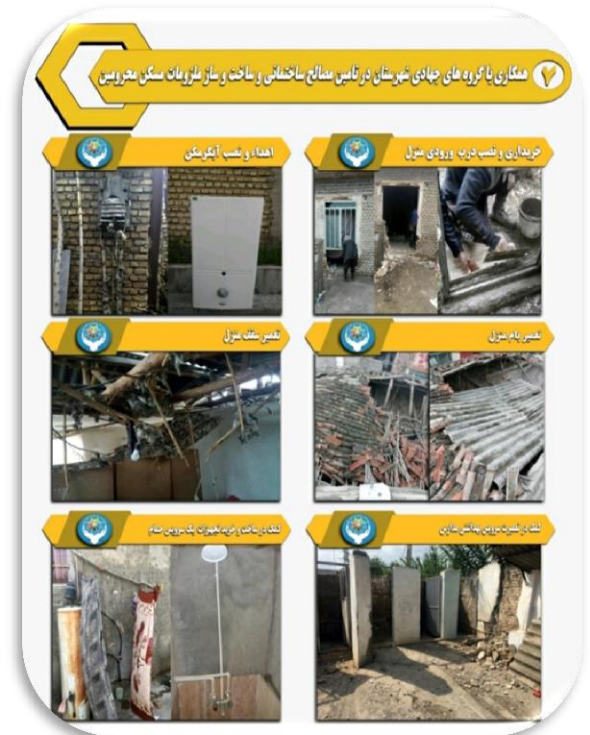 ۷ همکاری با گروه های جهادی شهرستان در تامین مصالح ساختمانی و ساخت و ساز ملزومات مسکن محرومین
خریداری و نصب درب ورودی منزل
اهداء و نصب آبگرمکن
تعمیر بام منزل
تعمیر سقف منزل
کمک در تعمیرات سرویس بهداشتی مدارس
کمک در ساخت و خرید تجهیزات یک سرویس حمام